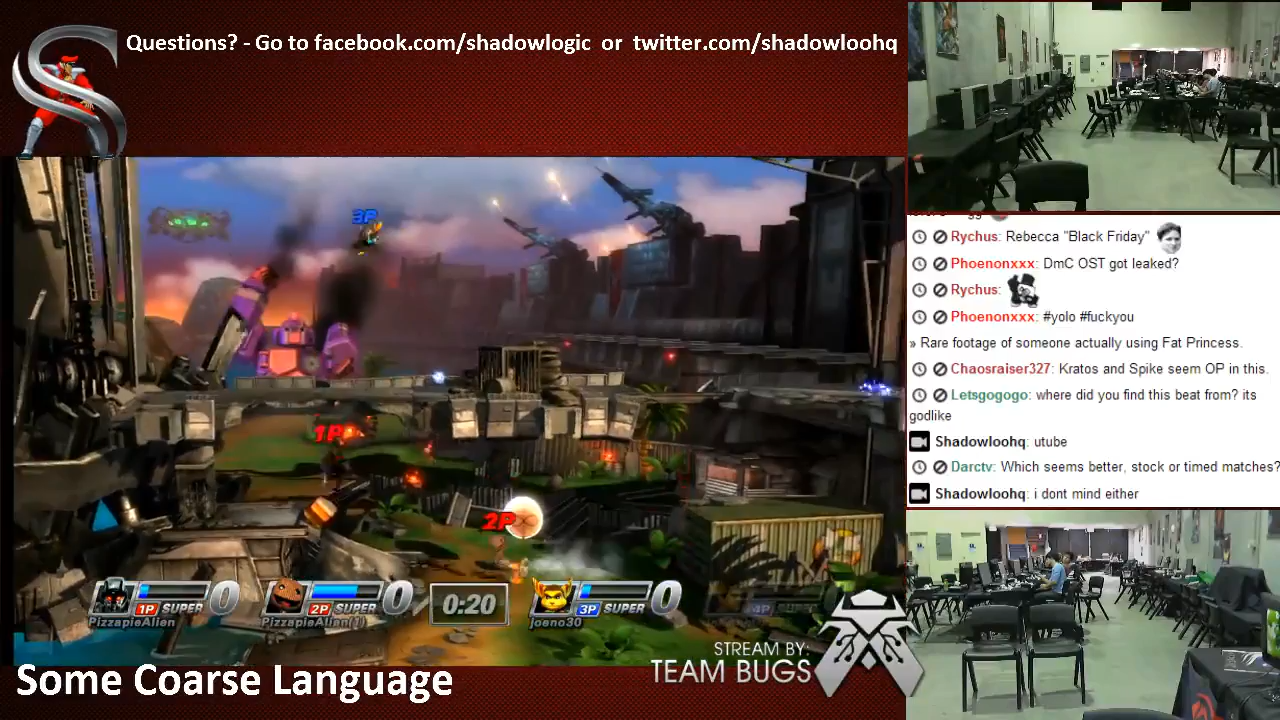 Questions? - Go to facebook.com/shadowlogic or twitter.com/shadowloohq
3P
1P
2P
1P SUPER 0
PizzapieAlien
2P SUPER 0
PizzapieAlien(1)
0:20
3P SUPER 0
joeno30
4P SUPER
STREAM BY:
TEAM BUGS
Some Coarse Language
Rychus: Rebecca "Black Friday"
Phoenonxxx: DmC OST got leaked?
Rychus:
Phoenonxxx: #yolo #fuckyou
» Rare footage of someone actually using Fat Princess.
Chaosraiser327: Kratos and Spike seem OP in this.
Letsgogogo: where did you find this beat from? its
godlike
Shadowloohq: utube
Darctv: Which seems better, stock or timed matches?
Shadowloohq: i dont mind either